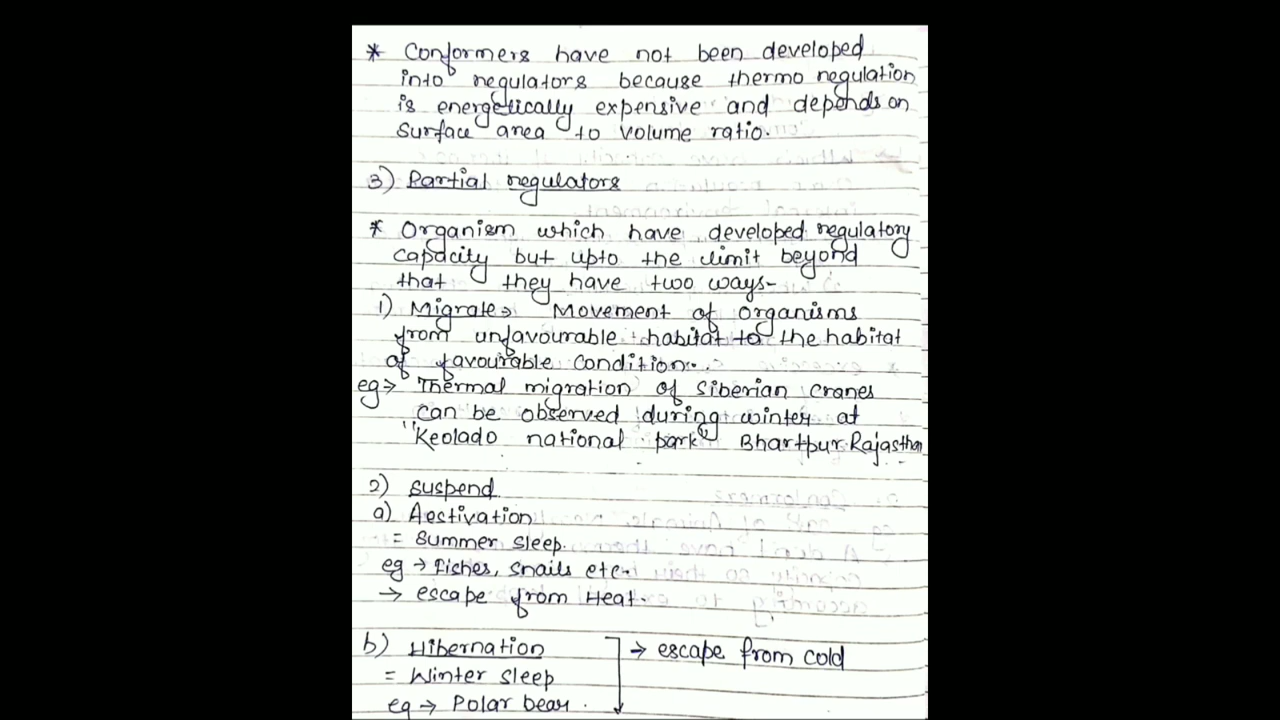 * Conformers have not been developed
into regulators because thermo regulation
is energetically expensive and depends on
surface area to volume ratio.
3) Partial regulators
* Organism which have developed regulatory
capacity but upto the limit beyond
that they have two ways-
1) Migrate→ Movement of organisms
from unfavourable habitat to the habitat
of favourable condition.
eg→ Thermal migration of Siberian cranes
can be observed during winter at
"Keolado national park" Bhartpur Rajasthan
2) Suspend
a) Aestivation
= Summer sleep.
eg → Fishes, snails etc.
→ escape from Heat.
b) Hibernation → escape from cold
= Winter sleep
eg → Polar bear.